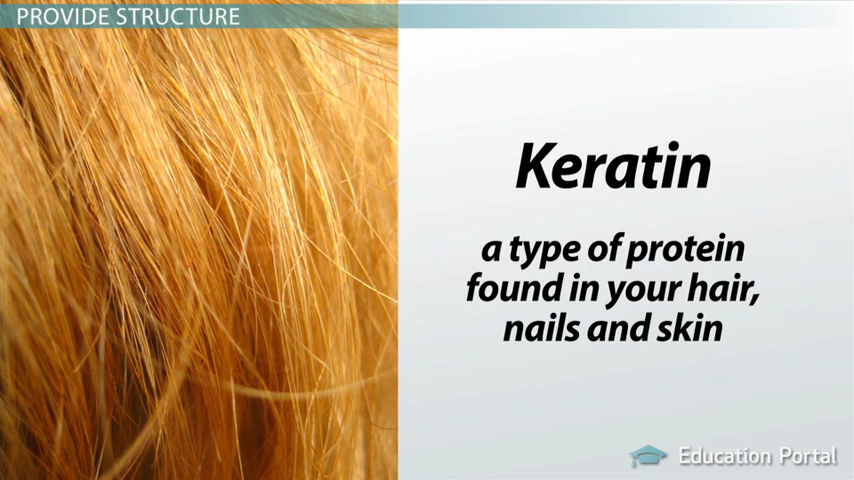 PROVIDE STRUCTURE
Keratin
a type of protein
found in your hair,
nails and skin
Education Portal